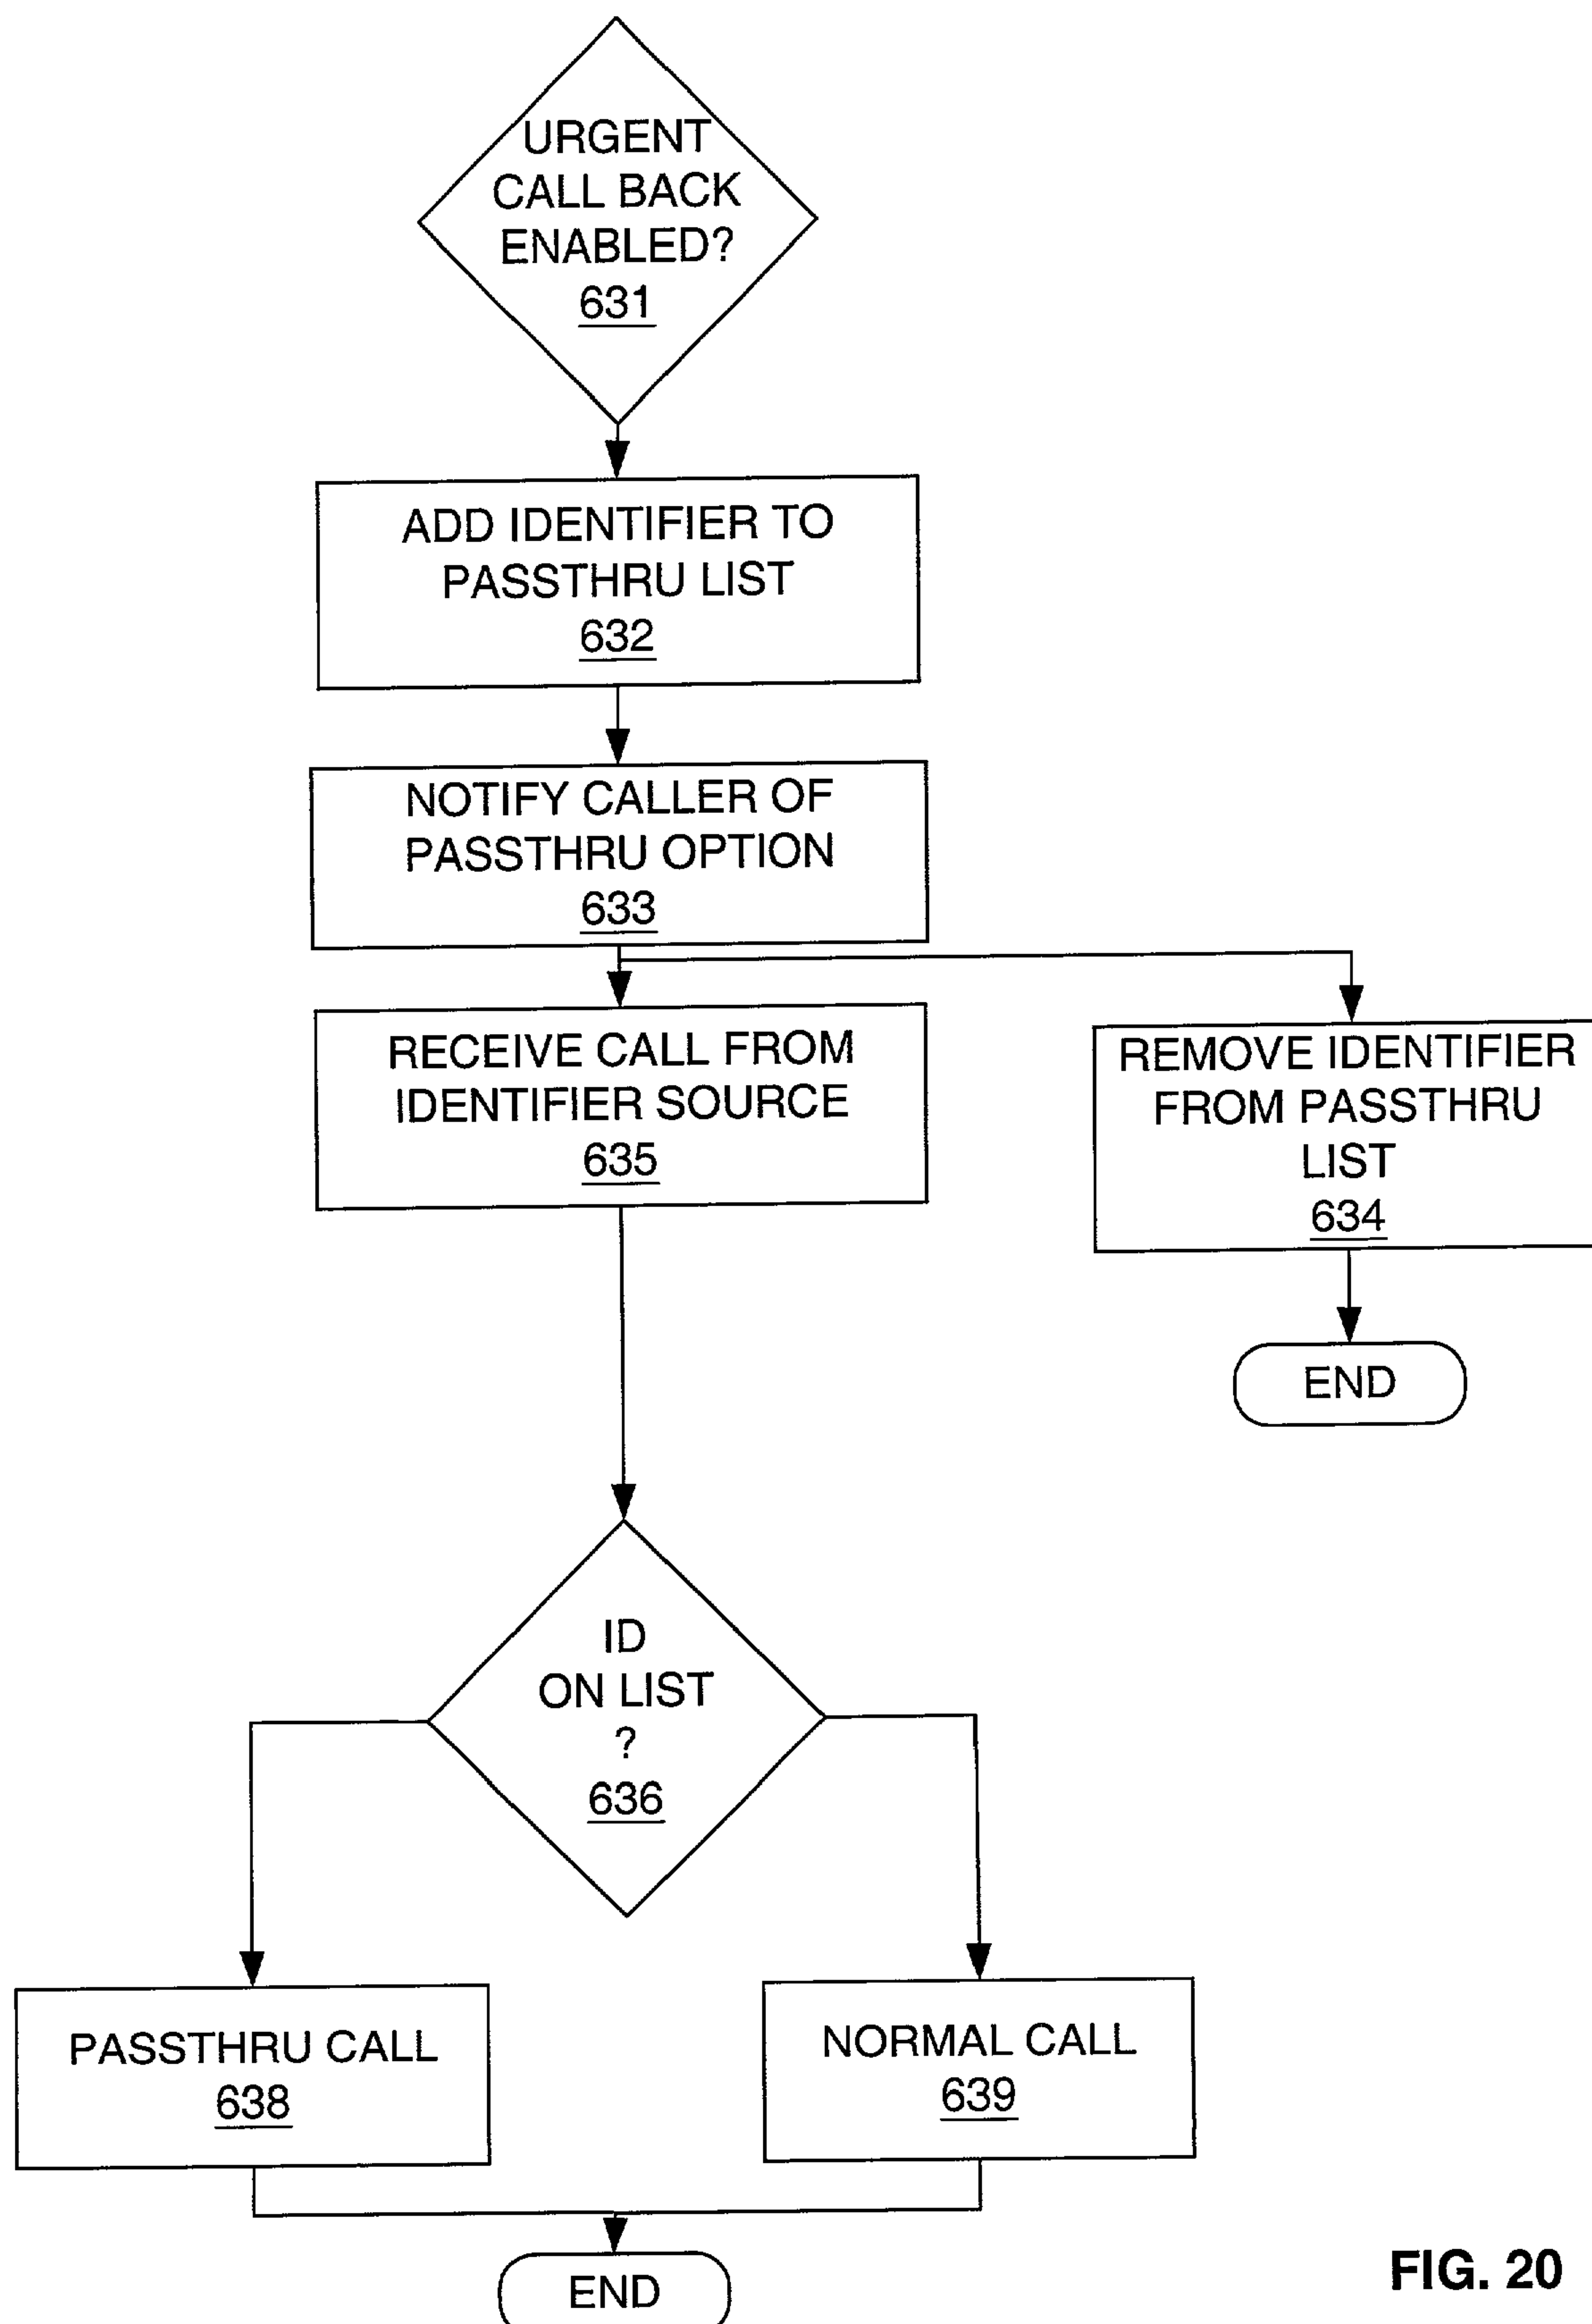 URGENT
CALL BACK
ENABLED?
631
ADD IDENTIFIER TO
PASSTHRU LIST
632
NOTIFY CALLER OF
PASSTHRU OPTION
633
RECEIVE CALL FROM
IDENTIFIER SOURCE
635
REMOVE IDENTIFIER
FROM PASSTHRU
LIST
634
END
ID
ON LIST
?
636
PASSTHRU CALL
638
NORMAL CALL
639
END
FIG. 20